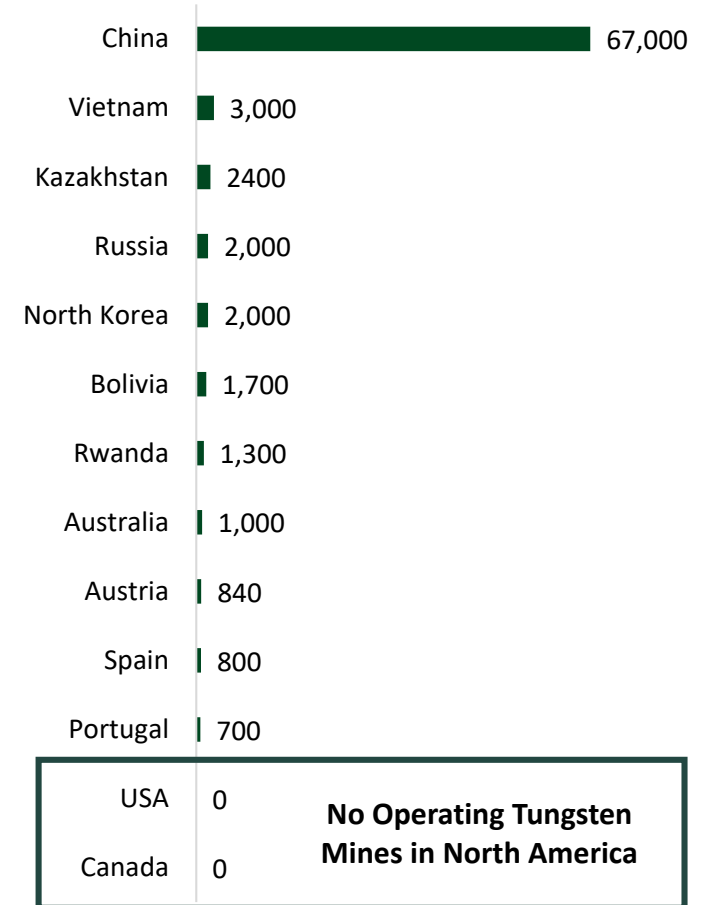 China 67,000
Vietnam 3,000
Kazakhstan 2400
Russia 2,000
North Korea 2,000
Bolivia 1,700
Rwanda 1,300
Australia 1,000
Austria 840
Spain 800
Portugal 700
USA 0
Canada 0
No Operating Tungsten
Mines in North America